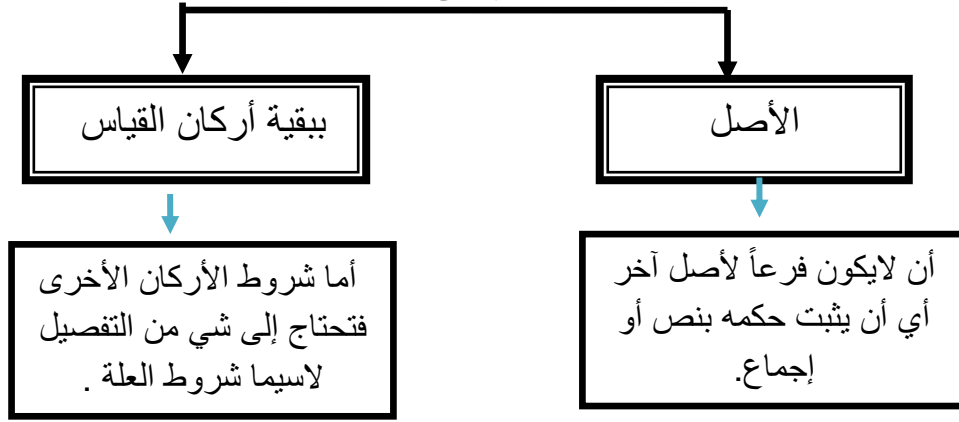 الأصل
أن لايكون فرعاً لأصل آخر
أي أن يثبت حكمه بنص أو
إجماع.
ببقية أركان القياس
أما شروط الأركان الأخرى
فتحتاج إلى شي من التفصيل
لاسيما شروط العلة .